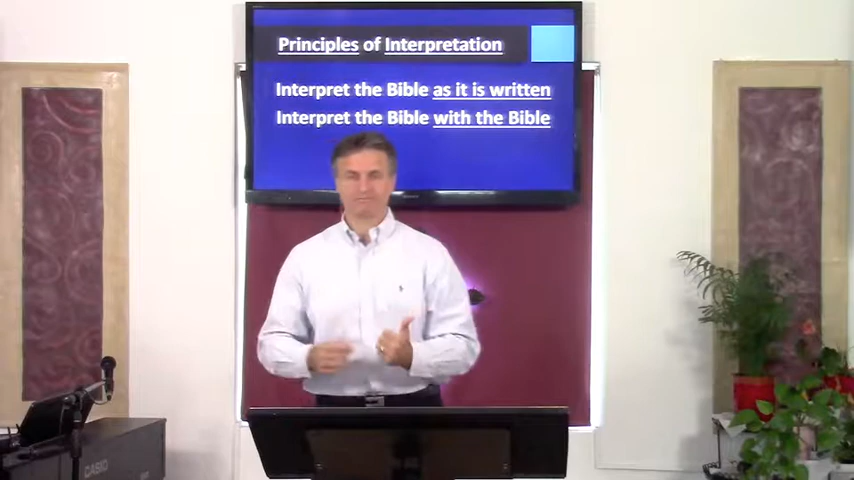 Principles of Interpretation
Interpret the Bible as it is written
Interpret the Bible with the Bible
CASIO